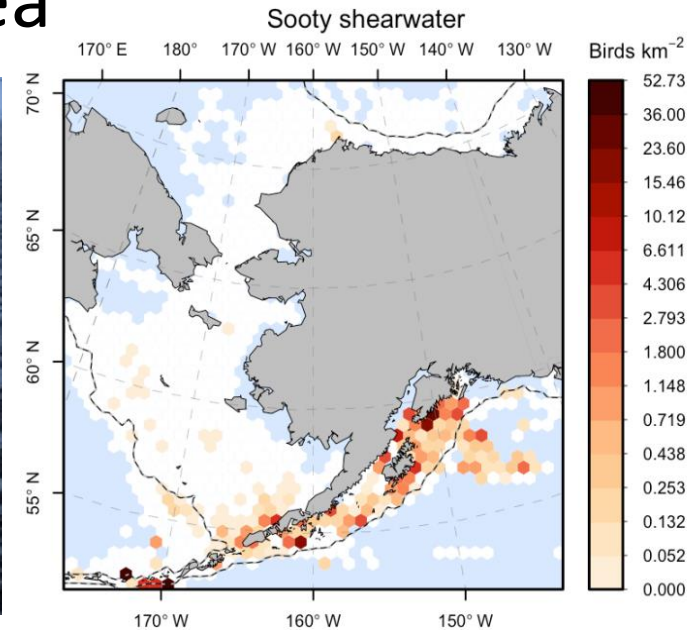 ea
Sooty shearwater
170° E 180° 170° W 160° W 150° W 140° W 130° W
Birds km⁻²
70° N
65° N
60° N
55° N
52.73
36.00
23.60
15.46
10.12
6.611
4.306
2.793
1.800
1.148
0.719
0.438
0.253
0.132
0.052
0.000
170° W 160° W 150° W